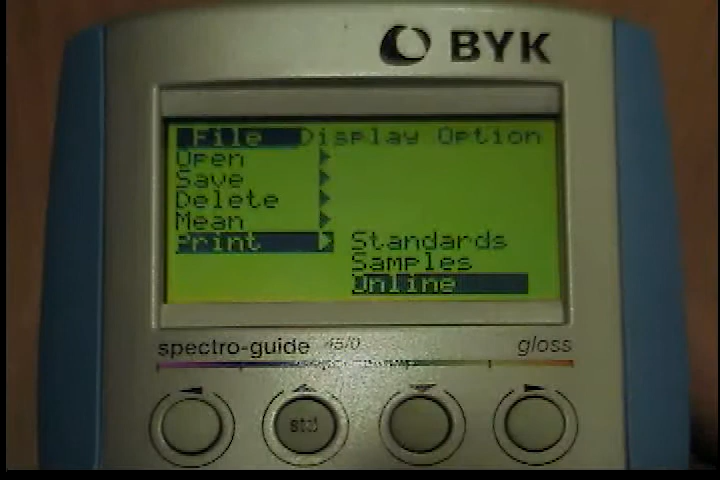 BYK
File Display Option
Open
Save
Delete
Mean
Print Standards
Samples
Online
spectro-guide 45/0 gloss
std